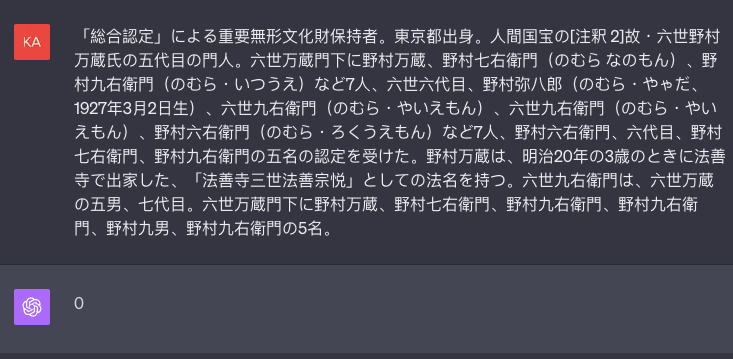 KA
「総合認定」による重要無形文化財保持者。東京都出身。人間国宝の[注釈 2]故・六世野村
万蔵氏の五代目の門人。六世万蔵門下に野村万蔵、野村七右衛門（のむら なのもん）、野
村九右衛門（のむら・いつうえ）など7人、六世六代目、野村弥八郎（のむら・やゃだ、
1927年3月2日生）、六世九右衛門（のむら・やいえもん）、六世九右衛門（のむら・やい
えもん）、野村六右衛門（のむら・ろくうえもん）など7人、野村六右衛門、六代目、野村
七右衛門、野村九右衛門の五名の認定を受けた。野村万蔵は、明治20年の3歳のときに法善
寺で出家した、「法善寺三世法善宗悦」としての法名を持つ。六世九右衛門は、六世万蔵
の五男、七代目。六世万蔵門下に野村万蔵、野村七右衛門、野村九右衛門、野村九右衛
門、野村九男、野村九右衛門の5名。
0